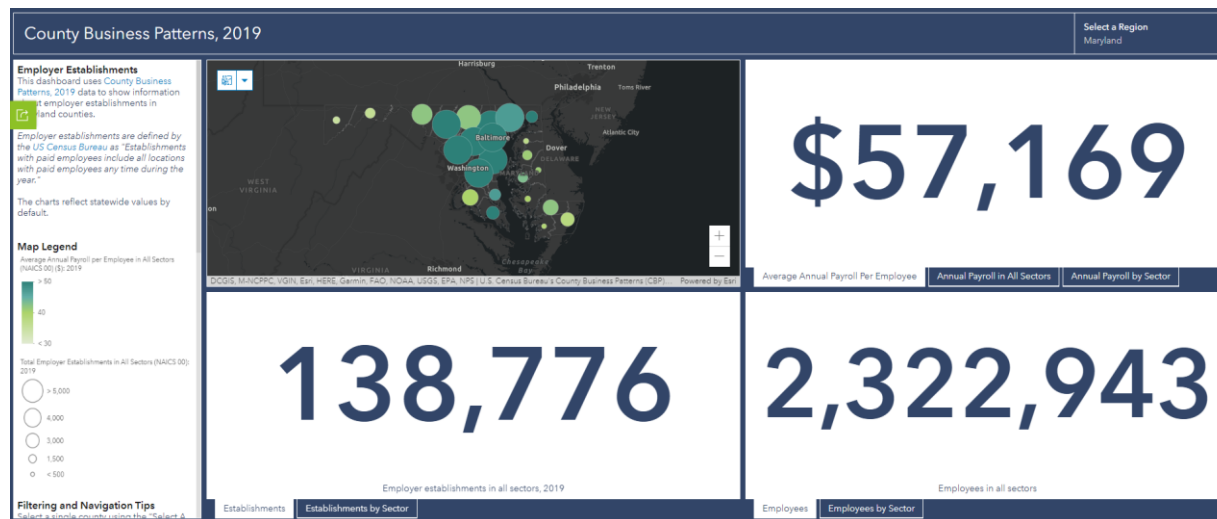 County Business Patterns, 2019
Select a Region
Maryland
Employer Establishments
This dashboard uses County Business
Patterns, 2019 data to show information
employer establishments in
counties.
Employer establishments are defined by
the US Census Bureau as "Establishments
with paid employees include all locations
with paid employees any time during the
year."
The charts reflect statewide values by
default.
Map Legend
Average Annual Payroll per Employee in All Sectors
(NAICS 00) ($): 2019
40
< 30
Total Employer Establishments in All Sectors (NAICS 00):
2019
> 5,000
4,000
3,000
1,500
< 500
Filtering and Navigation Tips
Select a single county using the "Select A
Harrisburg
Trenton
Philadelphia
Toms River
NEW
JERSEY
Atlantic City
Baltimore
Dover
DELAWARE
Washington
WEST
VIRGINIA
VIRGINIA
Richmond
Chesapeake
Bay
+
−
DCGIS, M-NCPPC, VGIN, Esri, HERE, Garmin, FAO, NOAA, USGS, EPA, NPS | U.S. Census Bureau's County Business Patterns (CBP)... Powered by Esri
$57,169
Average Annual Payroll Per Employee
Annual Payroll in All Sectors
Annual Payroll by Sector
138,776
Employer establishments in all sectors, 2019
Establishments
Establishments by Sector
2,322,943
Employees in all sectors
Employees
Employees by Sector